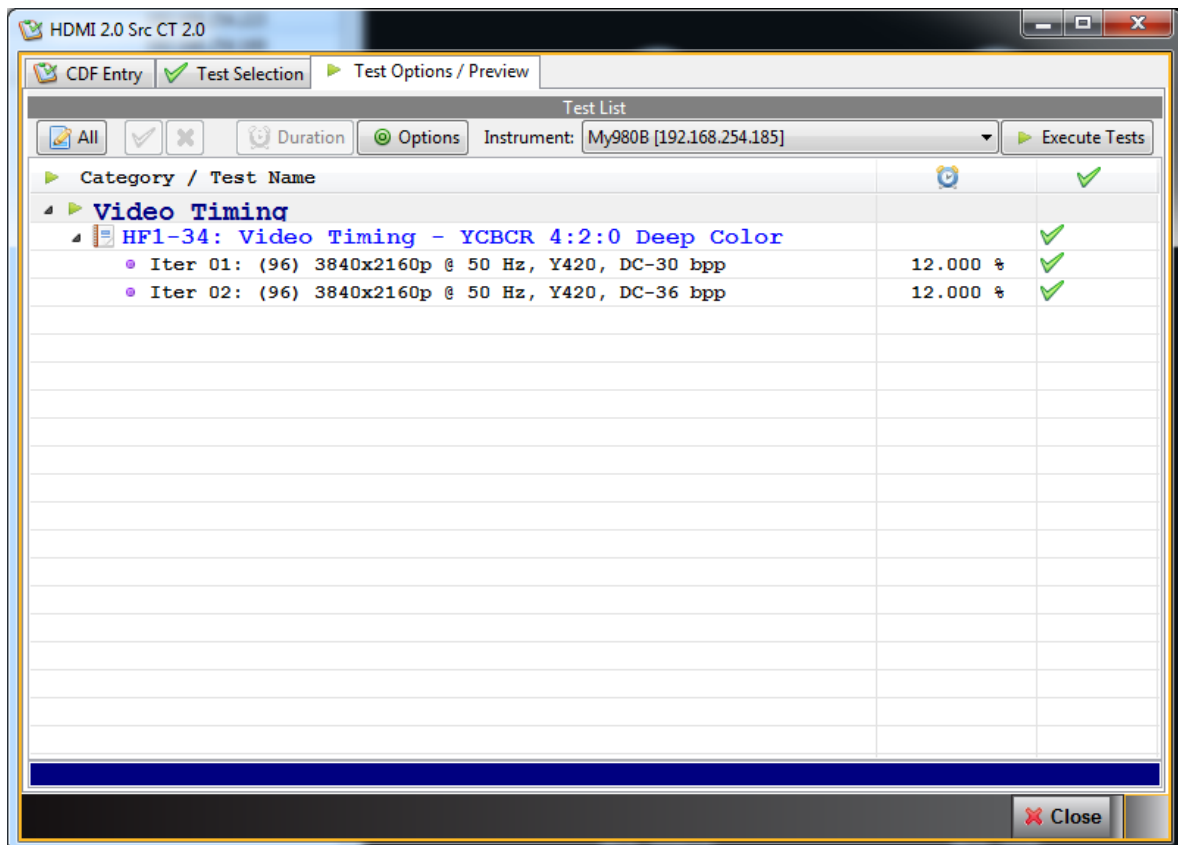 HDMI 2.0 Src CT 2.0
CDF Entry Test Selection Test Options / Preview
Test List
All Duration Options Instrument: My980B [192.168.254.185] Execute Tests
Category / Test Name
Video Timing
HF1-34: Video Timing - YCBCR 4:2:0 Deep Color
Iter 01: (96) 3840x2160p @ 50 Hz, Y420, DC-30 bpp 12.000 %
Iter 02: (96) 3840x2160p @ 50 Hz, Y420, DC-36 bpp 12.000 %
Close